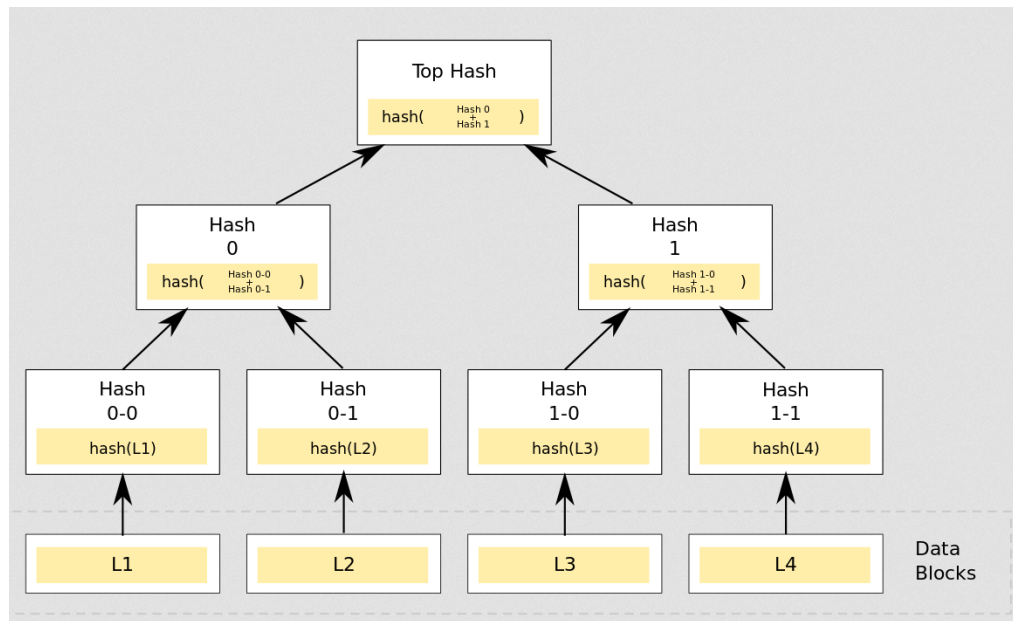 Top Hash
hash( Hash 0 + Hash 1 )
Hash
0
hash( Hash 0-0 + Hash 0-1 )
Hash
1
hash( Hash 1-0 + Hash 1-1 )
Hash
0-0
hash(L1)
Hash
0-1
hash(L2)
Hash
1-0
hash(L3)
Hash
1-1
hash(L4)
L1
L2
L3
L4
Data
Blocks